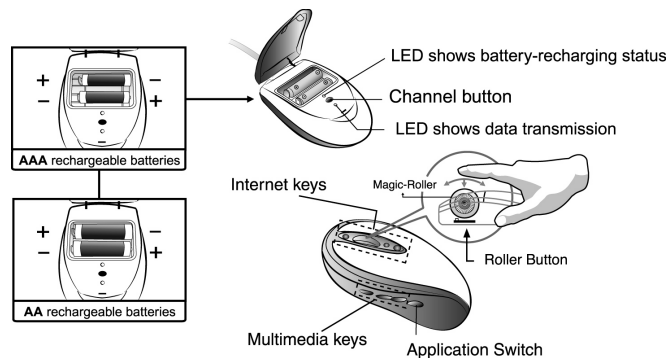 + −
− +
AAA rechargeable batteries
+ −
− +
AA rechargeable batteries
LED shows battery-recharging status
Channel button
LED shows data transmission
Internet keys
Magic-Roller
Roller Button
Multimedia keys
Application Switch